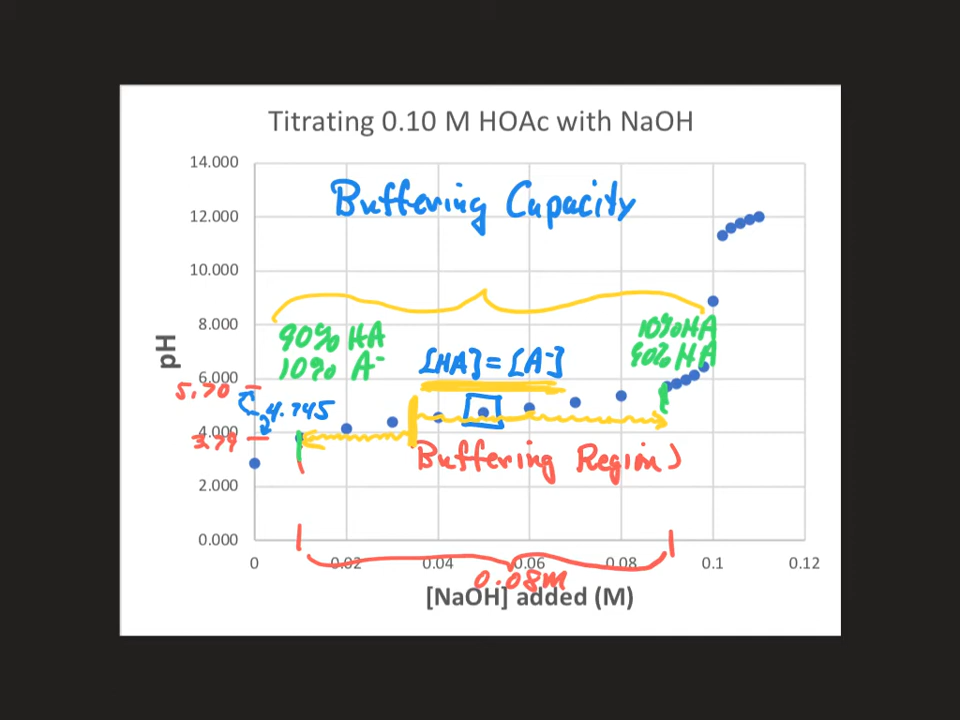 Titrating 0.10 M HOAc with NaOH
14.000
Buffering Capacity
12.000
10.000
8.000
90% HA
10% A⁻
10% HA
90% HA
[HA] = [A⁻]
pH
6.000
5.70
4.745
4.000
3.79
Buffering Region
2.000
0.000
0 0.02 0.04 0.06 0.08 0.1 0.12
0.08M
[NaOH] added (M)